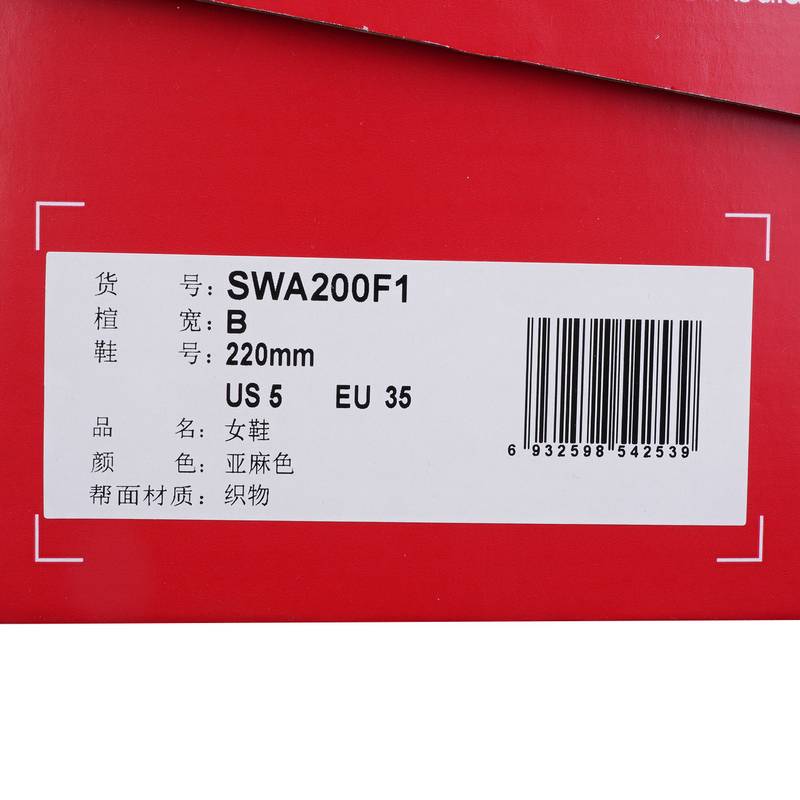 货 号：SWA200F1
楦 宽：B
鞋 号：220mm
US 5 EU 35
品 名：女鞋
颜 色：亚麻色
帮面材质：织物
6 932598 542539